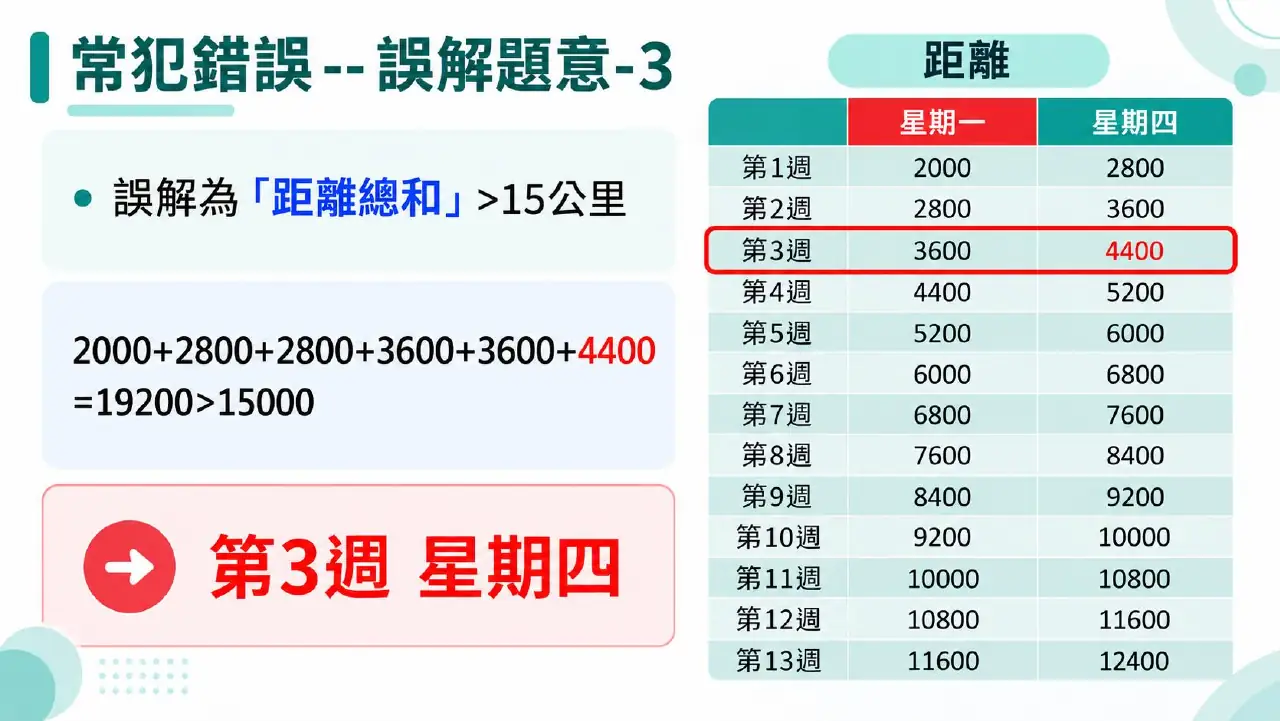 常犯錯誤--誤解題意-3
• 誤解為「距離總和」>15公里
2000+2800+2800+3600+3600+4400
=19200>15000
第3週 星期四
距離
星期一 星期四
第1週 2000 2800
第2週 2800 3600
第3週 3600 4400
第4週 4400 5200
第5週 5200 6000
第6週 6000 6800
第7週 6800 7600
第8週 7600 8400
第9週 8400 9200
第10週 9200 10000
第11週 10000 10800
第12週 10800 11600
第13週 11600 12400